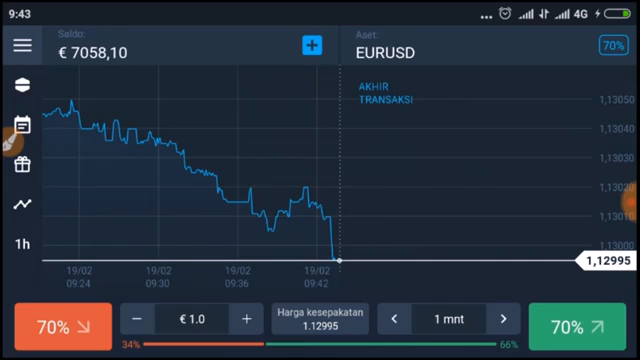 9:43
4G
Saldo:
€ 7058,10
Aset:
EURUSD
70%
AKHIR
TRANSAKSI
1,13050
1,13040
1,13030
1,13020
1,13010
1,13000
1,12995
1h
19/02
09:24
19/02
09:30
19/02
09:36
19/02
09:42
70%
€ 1.0
Harga kesepakatan
1.12995
1 mnt
70%
34%
66%